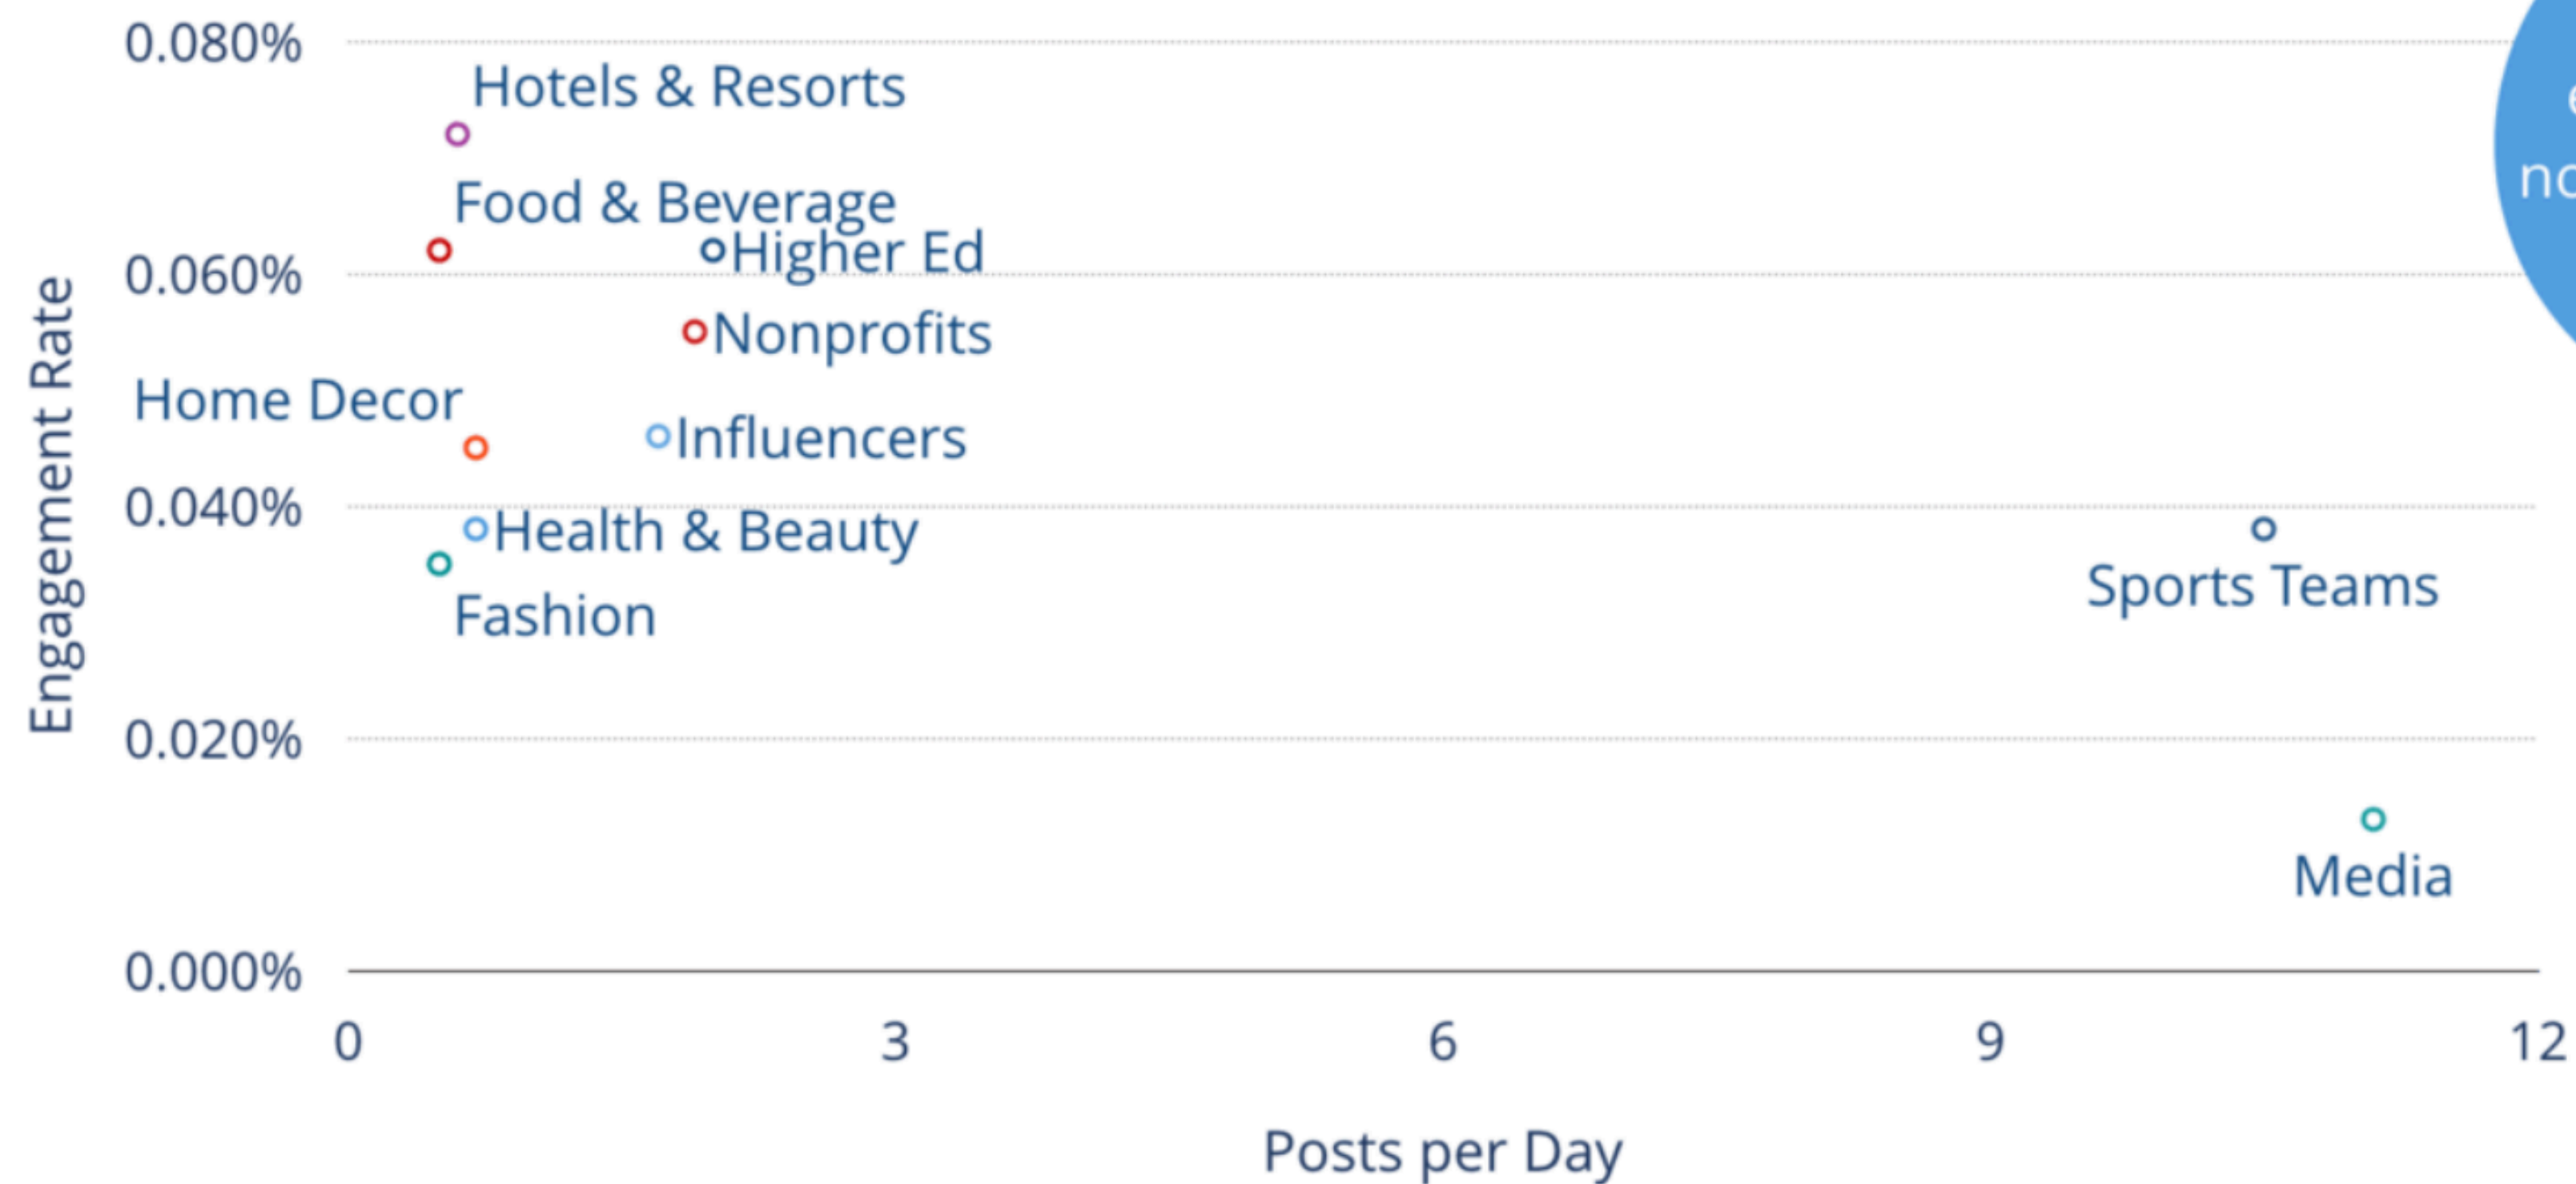 0.080%
Hotels & Resorts
Food & Beverage
Higher Ed
0.060%
Nonprofits
Home Decor
Influencers
0.040%
Health & Beauty
Fashion
Sports Teams
0.020%
Media
0.000%
Engagement Rate
0 3 6 9 12
Posts per Day